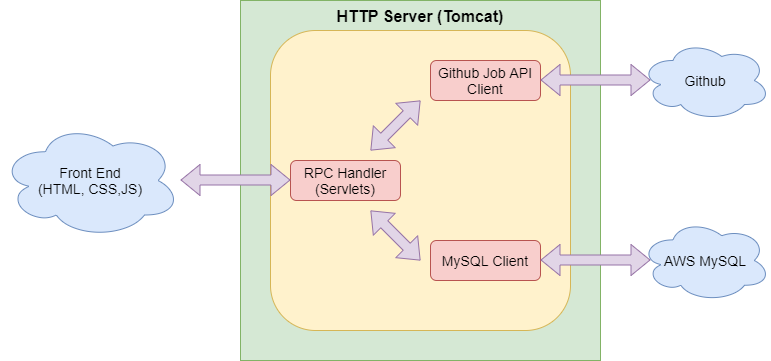 HTTP Server (Tomcat)
Github Job API
Client
Github
Front End
(HTML, CSS,JS)
RPC Handler
(Servlets)
MySQL Client
AWS MySQL